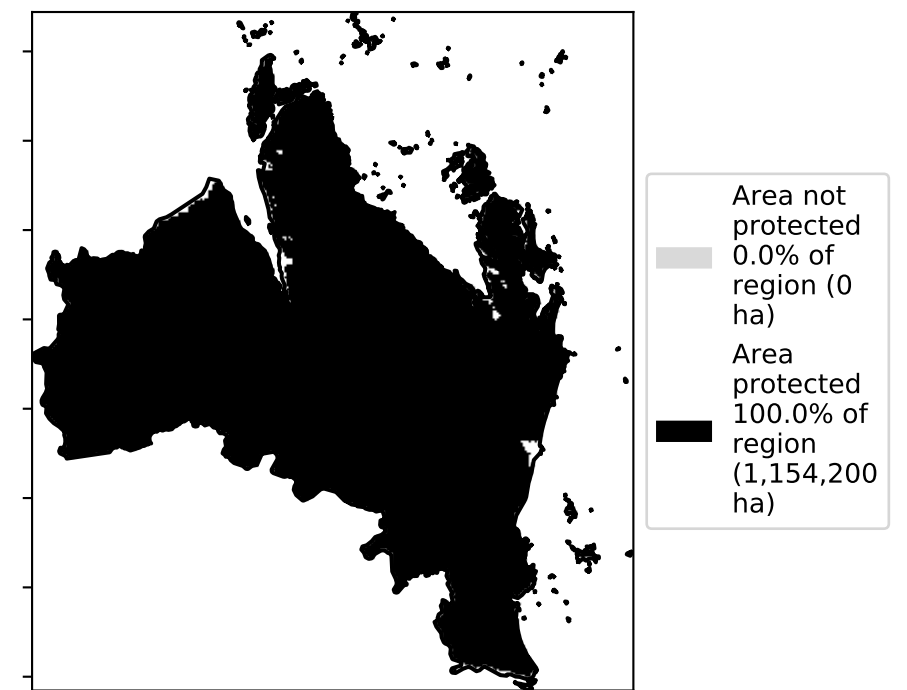 Area not
protected
0.0% of
region (0
ha)
Area
protected
100.0% of
region
(1,154,200
ha)